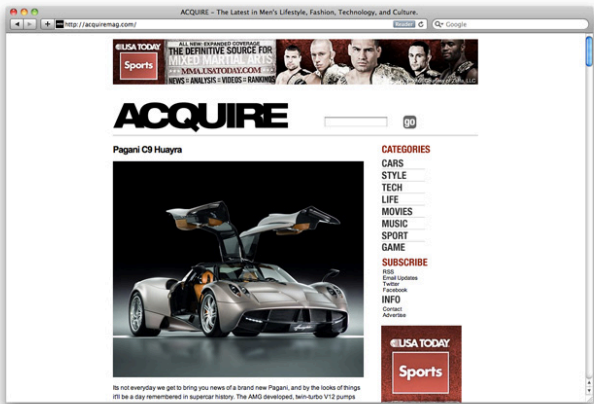 ACQUIRE – The Latest in Men's Lifestyle, Fashion, Technology, and Culture.
http://acquiremag.com/
Reader
Google
USA TODAY
Sports
ALL NEW: EXPANDED COVERAGE
THE DEFINITIVE SOURCE FOR
MIXED MARTIAL ARTS
MMA.USATODAY.COM
NEWS • ANALYSIS • VIDEOS • RANKINGS
ACQUIRE
go
Pagani C9 Huayra
CATEGORIES
CARS
STYLE
TECH
LIFE
MOVIES
MUSIC
SPORT
GAME
SUBSCRIBE
RSS
Email Updates
Twitter
Facebook
INFO
Contact
Advertise
USA TODAY
Sports
Its not everyday we get to bring you news of a brand new Pagani, and by the looks of things
it'll be a day remembered in supercar history. The AMG developed, twin-turbo V12 pumps